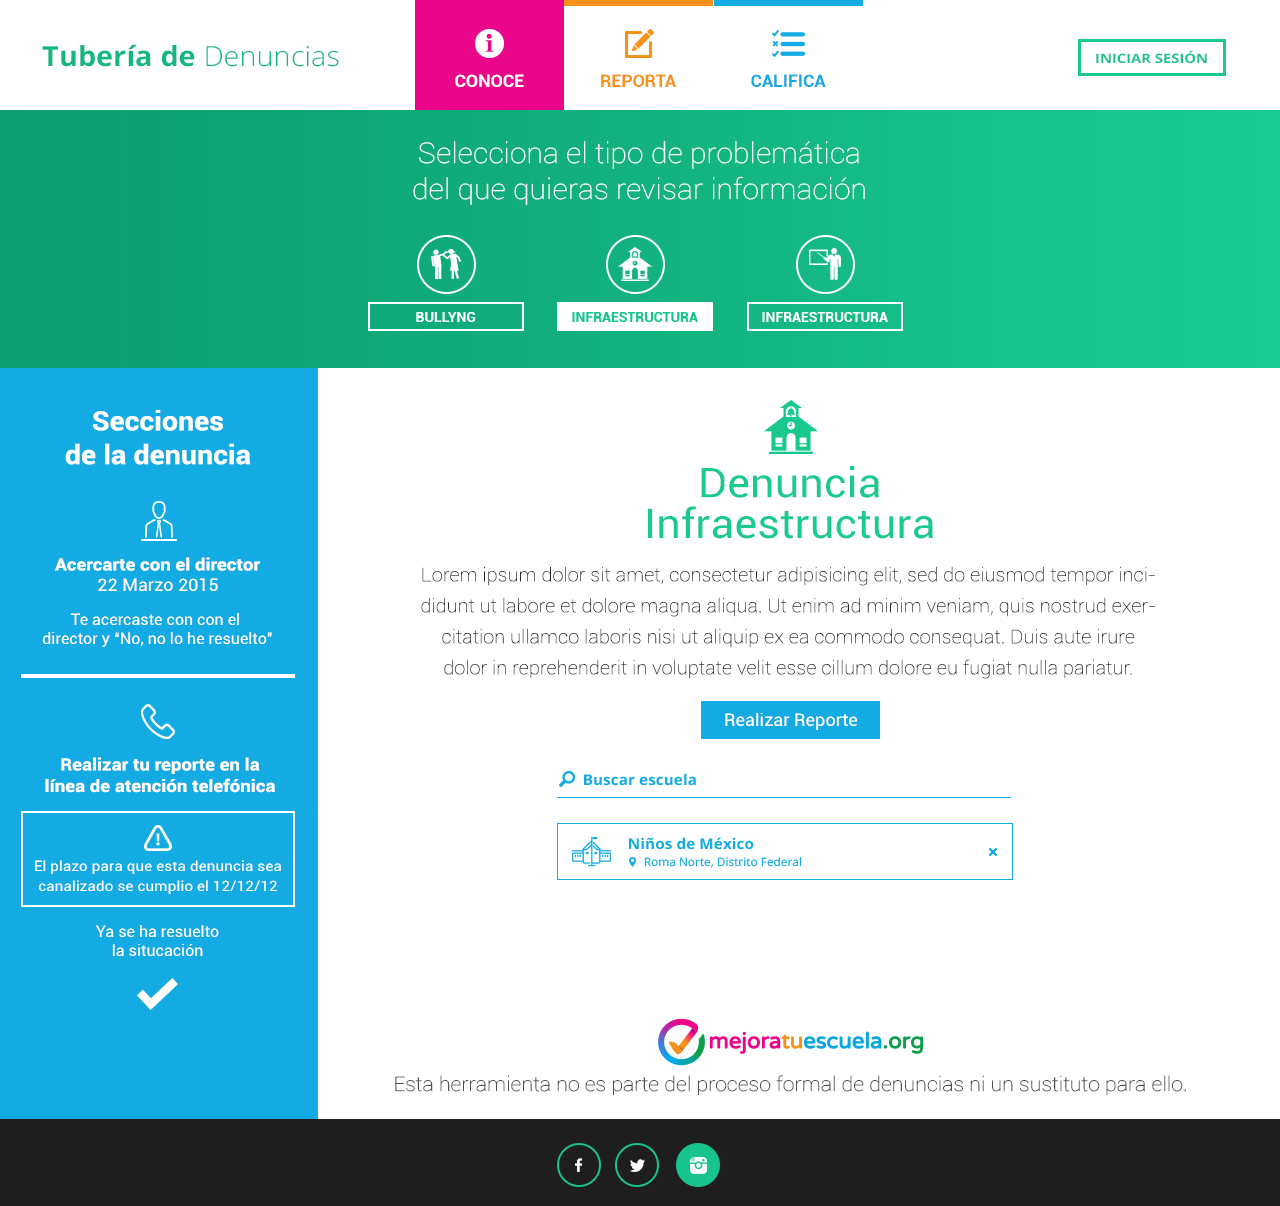 Tubería de Denuncias
CONOCE
REPORTA
CALIFICA
INICIAR SESIÓN
Selecciona el tipo de problemática
del que quieras revisar información
BULLYNG
INFRAESTRUCTURA
INFRAESTRUCTURA
Secciones
de la denuncia
Acercarte con el director
22 Marzo 2015
Te acercaste con con el
director y “No, no lo he resuelto”
Realizar tu reporte en la
línea de atención telefónica
El plazo para que esta denuncia sea
canalizado se cumplio el 12/12/12
Ya se ha resuelto
la situcación
Denuncia
Infraestructura
Lorem ipsum dolor sit amet, consectetur adipisicing elit, sed do eiusmod tempor inci-
didunt ut labore et dolore magna aliqua. Ut enim ad minim veniam, quis nostrud exer-
citation ullamco laboris nisi ut aliquip ex ea commodo consequat. Duis aute irure
dolor in reprehenderit in voluptate velit esse cillum dolore eu fugiat nulla pariatur.
Realizar Reporte
Buscar escuela
Niños de México
Roma Norte, Distrito Federal
mejoratuescuela.org
Esta herramienta no es parte del proceso formal de denuncias ni un sustituto para ello.